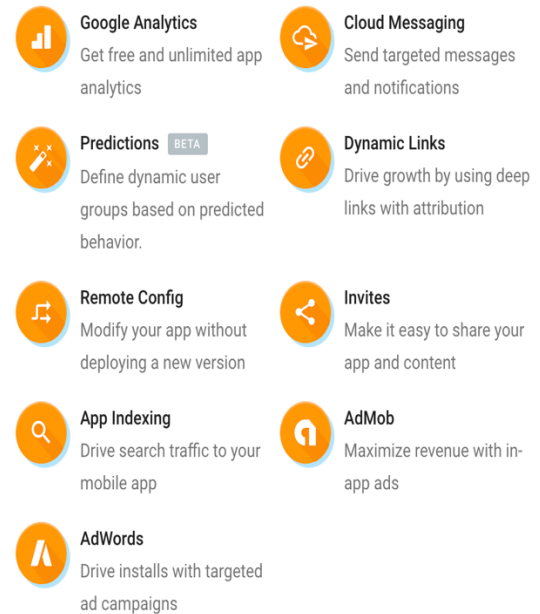 Google Analytics
Get free and unlimited app
analytics
Cloud Messaging
Send targeted messages
and notifications
Predictions BETA
Define dynamic user
groups based on predicted
behavior.
Dynamic Links
Drive growth by using deep
links with attribution
Remote Config
Modify your app without
deploying a new version
Invites
Make it easy to share your
app and content
App Indexing
Drive search traffic to your
mobile app
AdMob
Maximize revenue with in-
app ads
AdWords
Drive installs with targeted
ad campaigns